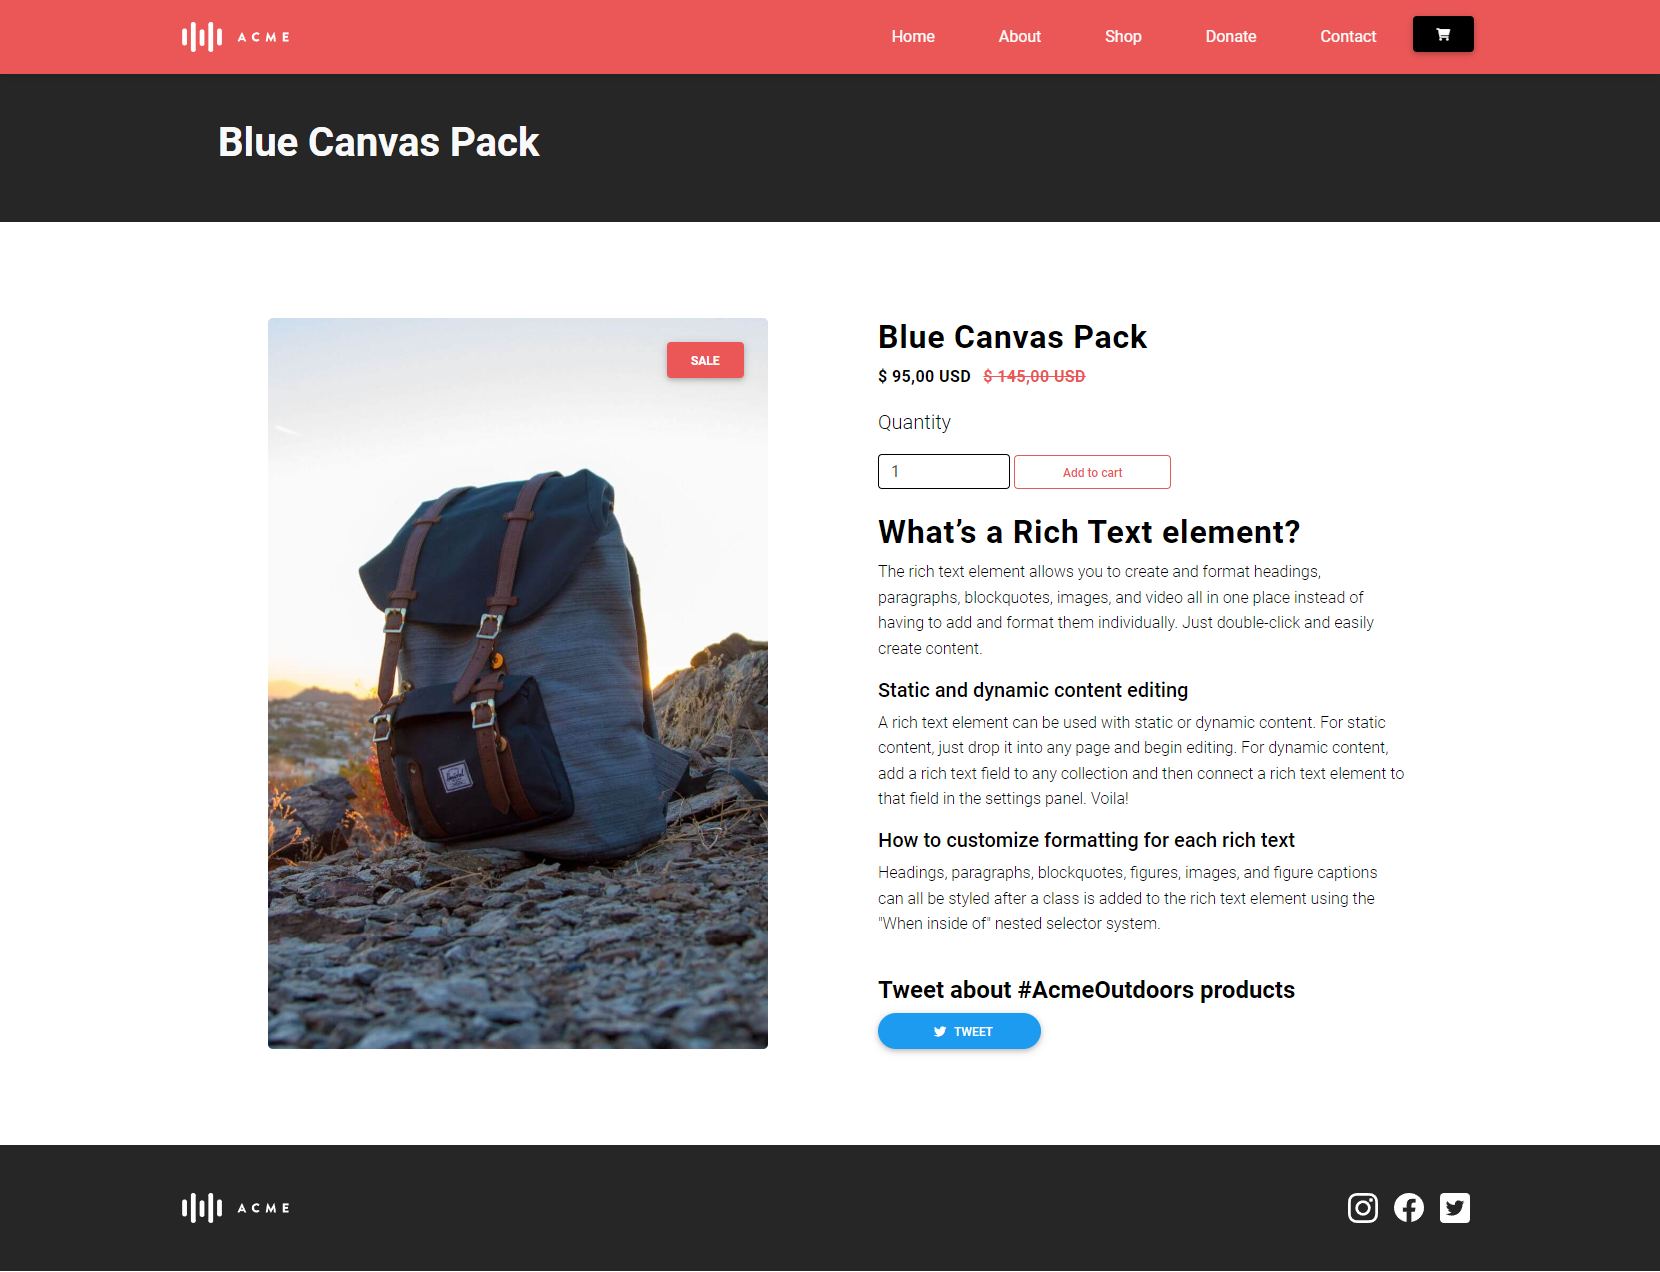 ACME
Home About Shop Donate Contact
Blue Canvas Pack
SALE
Blue Canvas Pack
$ 95,00 USD $ 145,00 USD
Quantity
1 Add to cart
What’s a Rich Text element?
The rich text element allows you to create and format headings,
paragraphs, blockquotes, images, and video all in one place instead of
having to add and format them individually. Just double-click and easily
create content.
Static and dynamic content editing
A rich text element can be used with static or dynamic content. For static
content, just drop it into any page and begin editing. For dynamic content,
add a rich text field to any collection and then connect a rich text element to
that field in the settings panel. Voila!
How to customize formatting for each rich text
Headings, paragraphs, blockquotes, figures, images, and figure captions
can all be styled after a class is added to the rich text element using the
"When inside of" nested selector system.
Tweet about #AcmeOutdoors products
TWEET
ACME